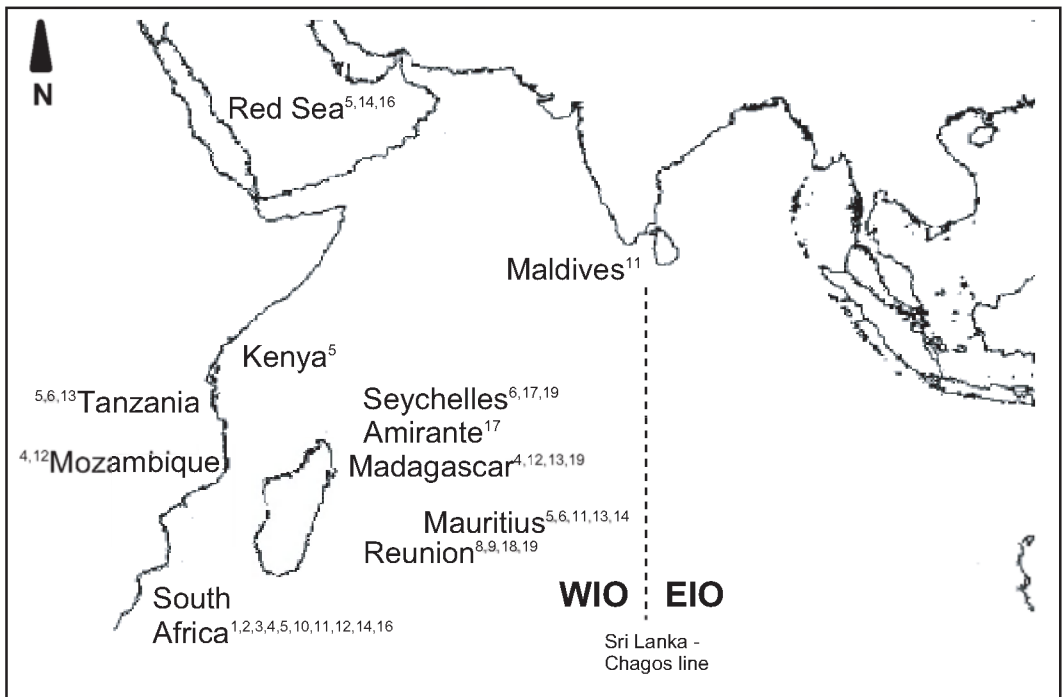 N
Red Sea5,14,16
Maldives11
Kenya5
5,6,13Tanzania
Seychelles6,17,19
Amirante17
4,12Mozambique
Madagascar4,12,13,19
Mauritius5,6,11,13,14
Reunion8,9,18,19
WIO EIO
South
Africa1,2,3,4,5,10,11,12,14,16
Sri Lanka -
Chagos line